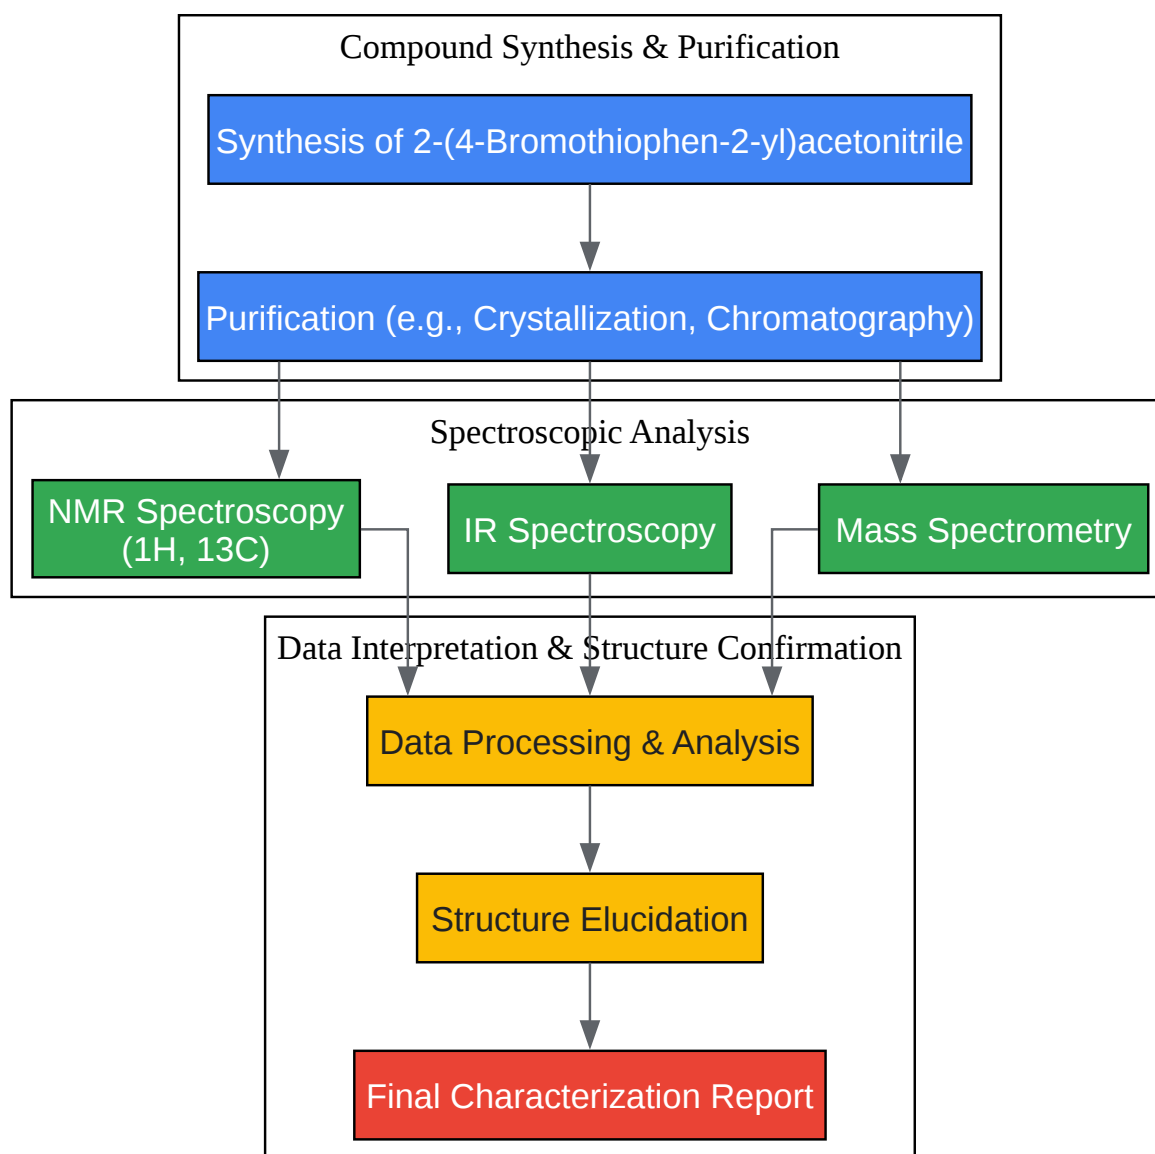 Compound Synthesis & Purification
Synthesis of 2-(4-Bromothiophen-2-yl)acetonitrile
Purification (e.g., Crystallization, Chromatography)
Spectroscopic Analysis
NMR Spectroscopy
(1H, 13C)
IR Spectroscopy
Mass Spectrometry
Data Interpretation & Structure Confirmation
Data Processing & Analysis
Structure Elucidation
Final Characterization Report